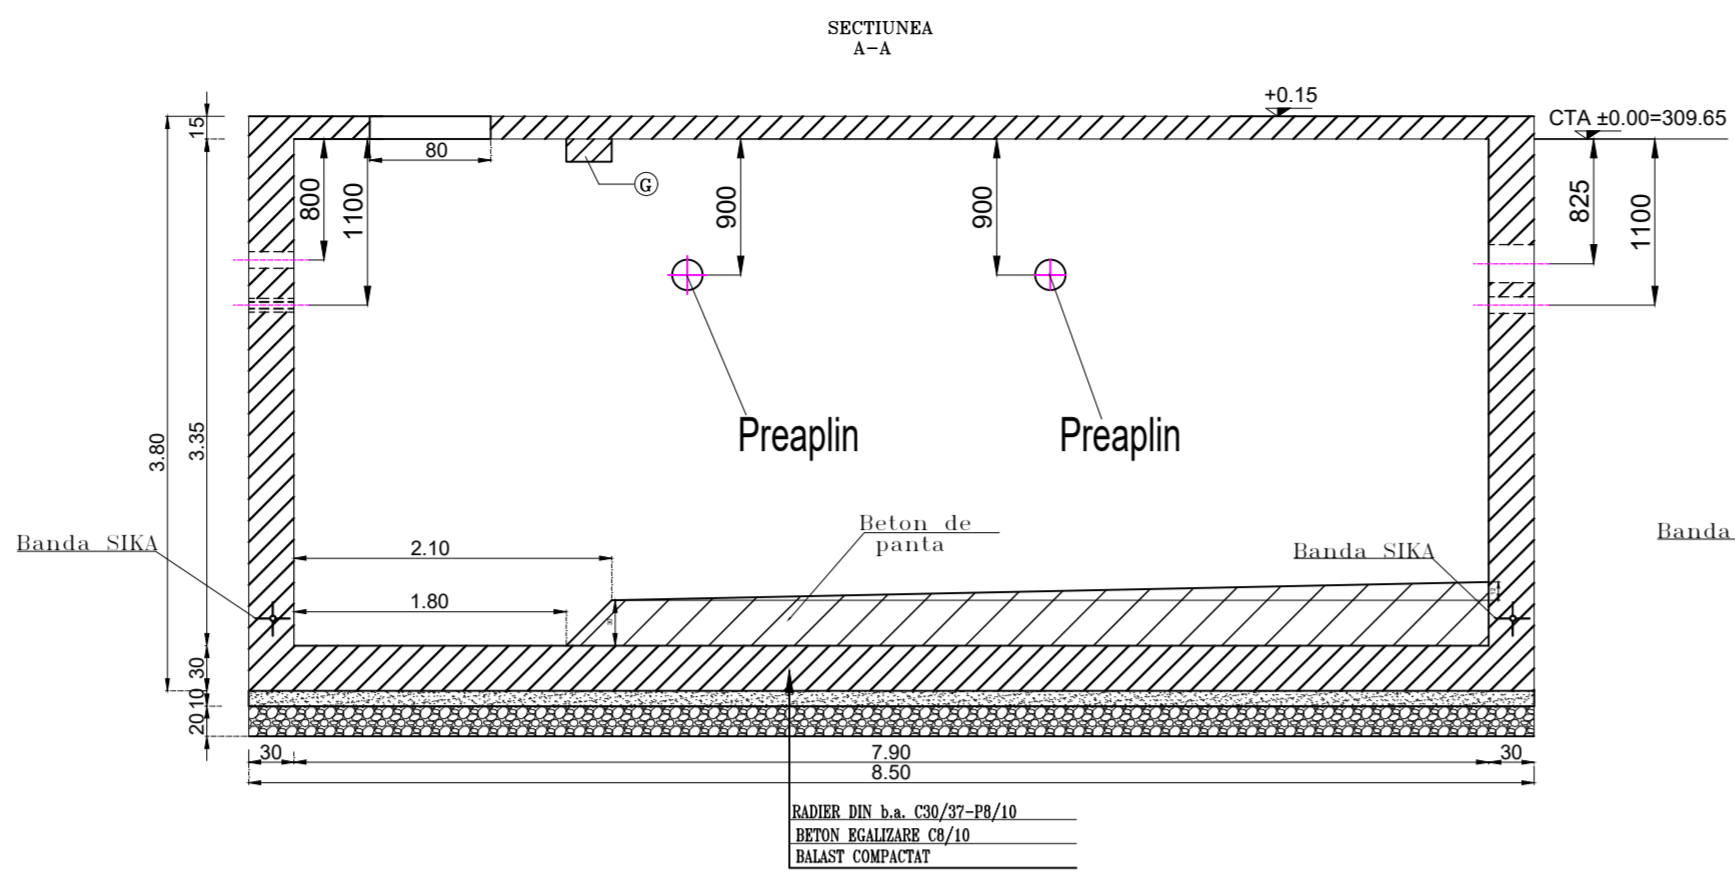 SECTIUNEA
A-A
+0.15
CTA ±0.00=309.65
15
80
G
800
1100
900
900
825
1100
3.80
3.35
Preaplin
Preaplin
Banda SIKA
2.10
Beton de
panta
Banda SIKA
Banda
1.80
30
12
30
10
20
30
7.90
30
8.50
RADIER DIN b.a. C30/37-P8/10
BETON EGALIZARE C8/10
BALAST COMPACTAT